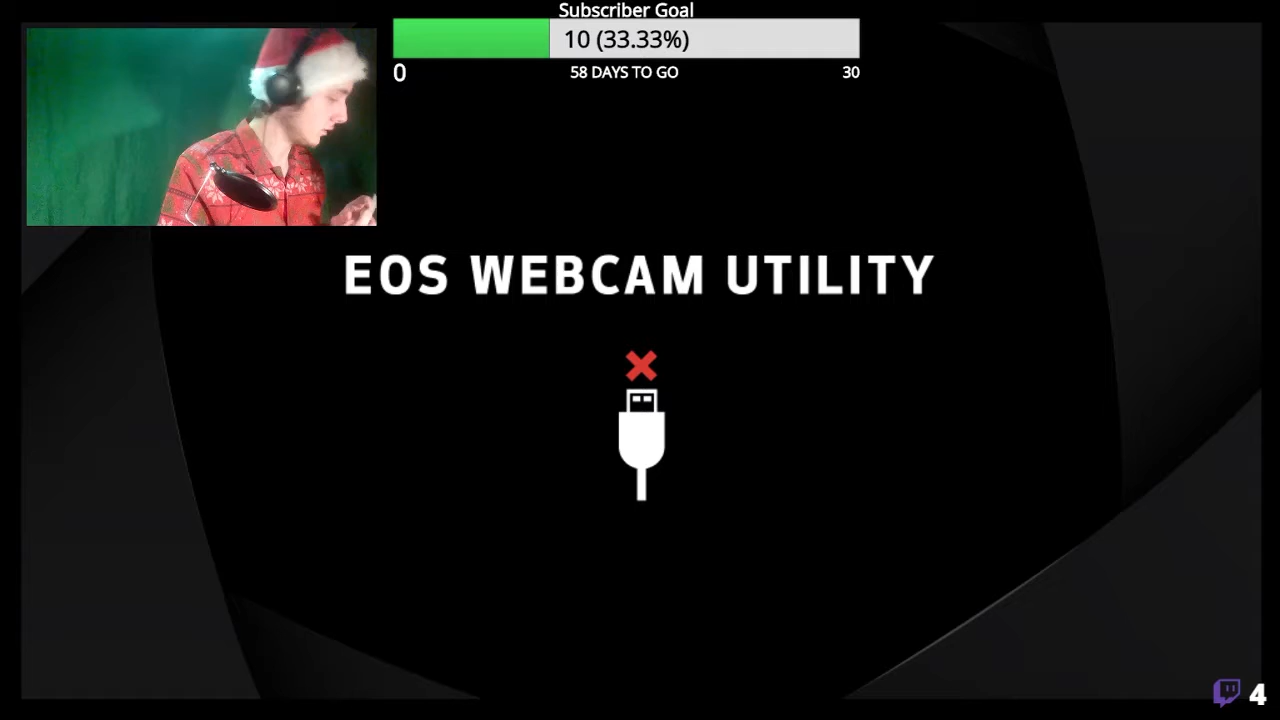 Subscriber Goal
10 (33.33%)
0 58 DAYS TO GO 30
EOS WEBCAM UTILITY
4